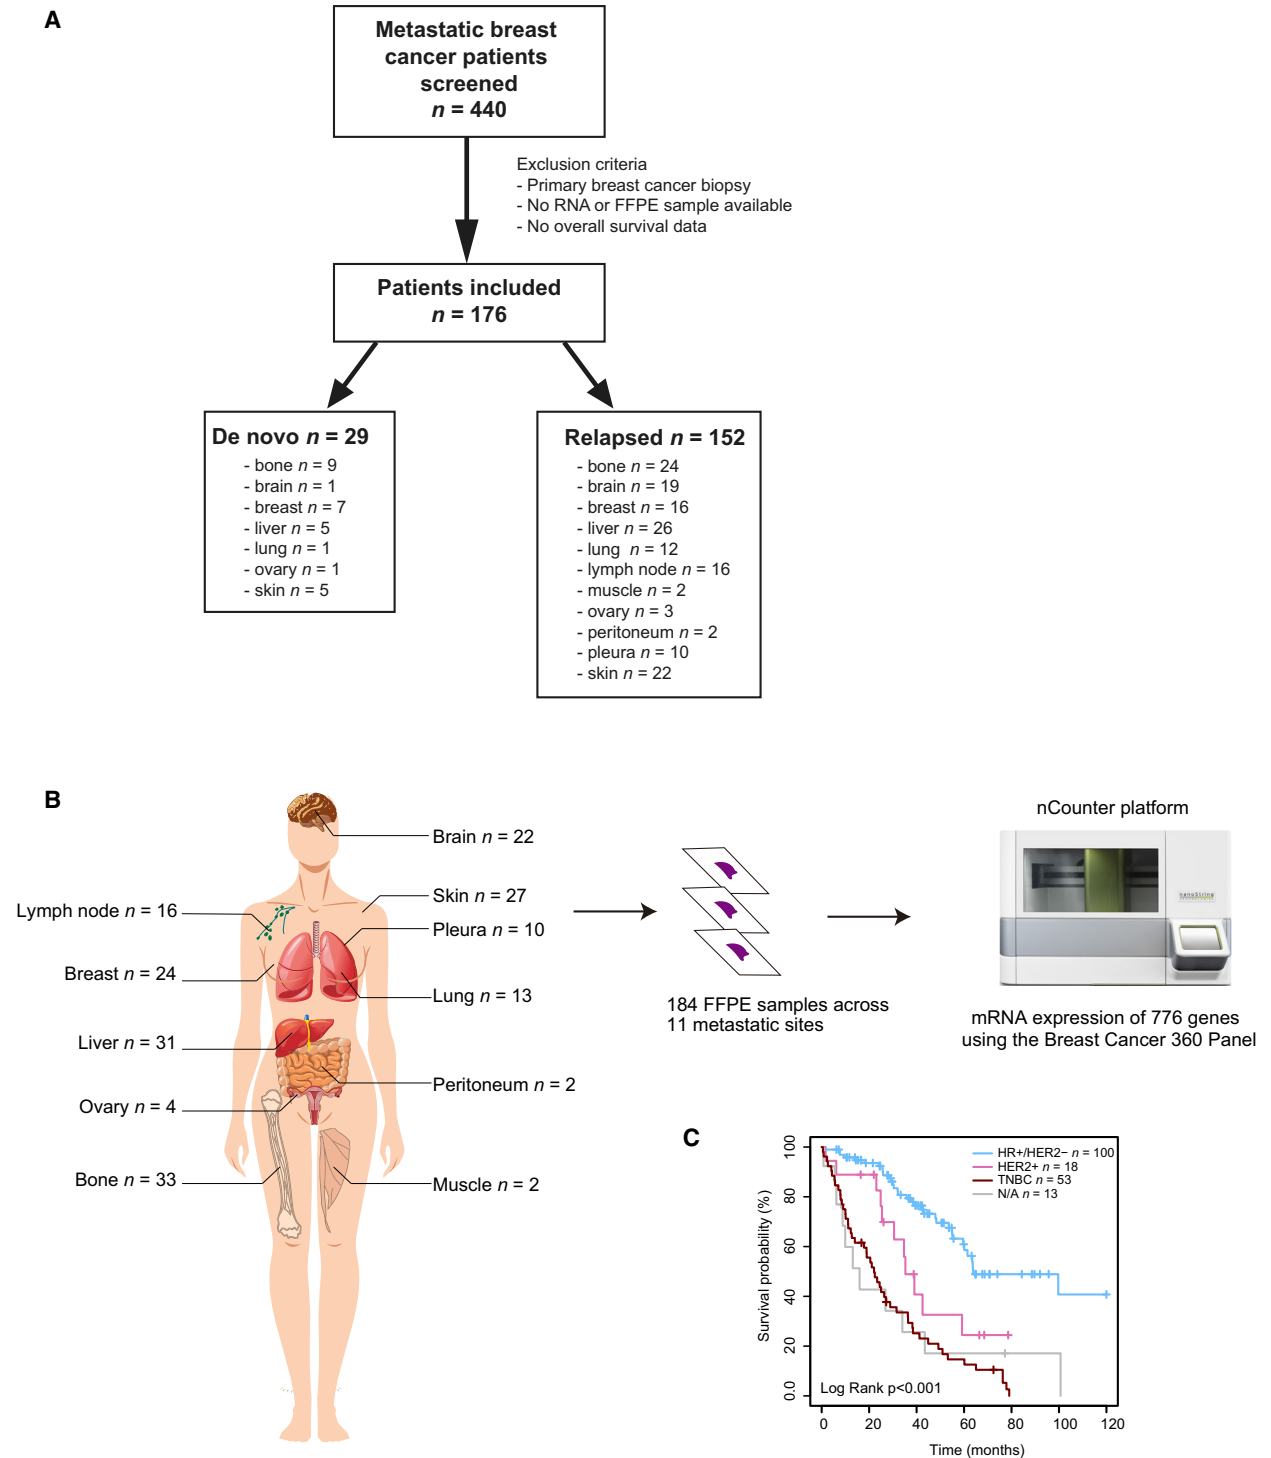 A
Metastatic breast
cancer patients
screened
n = 440
Exclusion criteria
- Primary breast cancer biopsy
- No RNA or FFPE sample available
- No overall survival data
Patients included
n = 176
De novo n = 29
- bone n = 9
- brain n = 1
- breast n = 7
- liver n = 5
- lung n = 1
- ovary n = 1
- skin n = 5
Relapsed n = 152
- bone n = 24
- brain n = 19
- breast n = 16
- liver n = 26
- lung n = 12
- lymph node n = 16
- muscle n = 2
- ovary n = 3
- peritoneum n = 2
- pleura n = 10
- skin n = 22
B
Brain n = 22
Skin n = 27
Lymph node n = 16
Pleura n = 10
Breast n = 24
Lung n = 13
Liver n = 31
Peritoneum n = 2
Ovary n = 4
Bone n = 33
Muscle n = 2
184 FFPE samples across
11 metastatic sites
nCounter platform
nanoString
mRNA expression of 776 genes
using the Breast Cancer 360 Panel
C
HR+/HER2− n = 100
HER2+ n = 18
TNBC n = 53
N/A n = 13
Survival probability (%)
100
80
60
40
20
0.0
Log Rank p<0.001
0 20 40 60 80 100 120
Time (months)